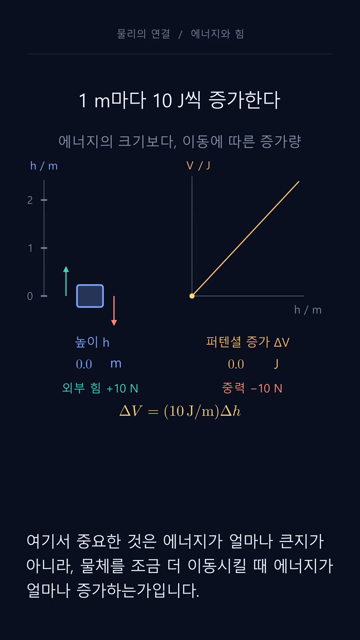 물리의 연결 / 에너지와 힘
1 m마다 10 J씩 증가한다
에너지의 크기보다, 이동에 따른 증가량
h / m
V / J
2
1
0
h / m
높이 h
퍼텐셜 증가 ΔV
0.0 m
0.0 J
외부 힘 +10 N
중력 −10 N
ΔV = (10 J/m)Δh
여기서 중요한 것은 에너지가 얼마나 큰지가
아니라, 물체를 조금 더 이동시킬 때 에너지가
얼마나 증가하는가입니다.